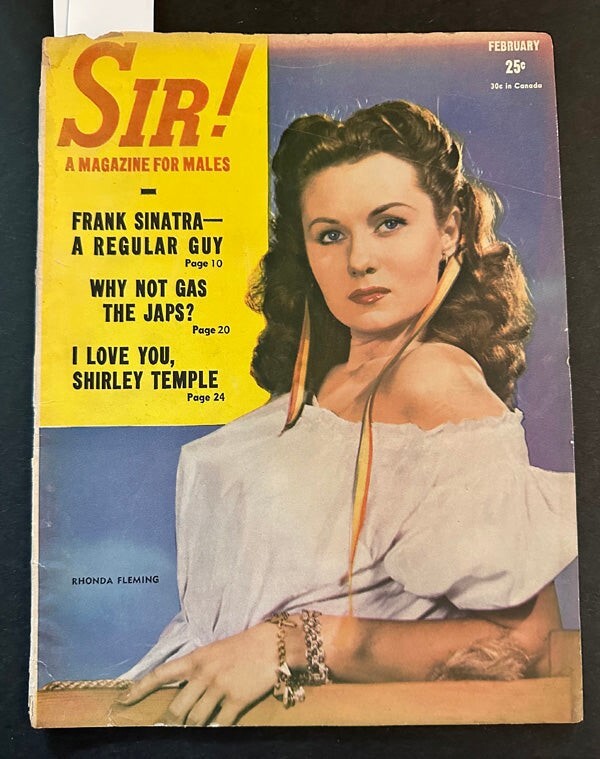 SIR!
A MAGAZINE FOR MALES
FRANK SINATRA—
A REGULAR GUY
Page 10
WHY NOT GAS
THE JAPS?
Page 20
I LOVE YOU,
SHIRLEY TEMPLE
Page 24
FEBRUARY
25¢
30c in Canada
RHONDA FLEMING